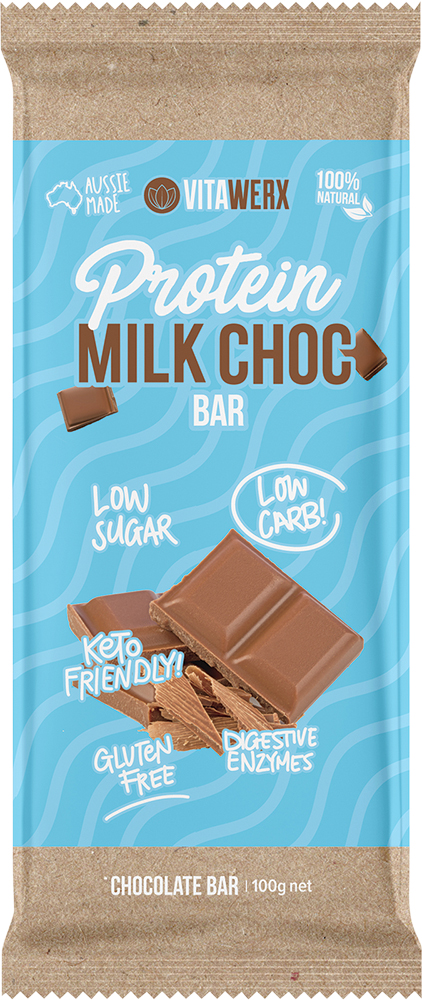 AUSSIE
MADE
VITAWERX
100%
NATURAL
Protein
MILK CHOC
BAR
LOW
SUGAR
LOW
CARB!
KETO
FRIENDLY!
GLUTEN
FREE
DIGESTIVE
ENZYMES
CHOCOLATE BAR | 100g net